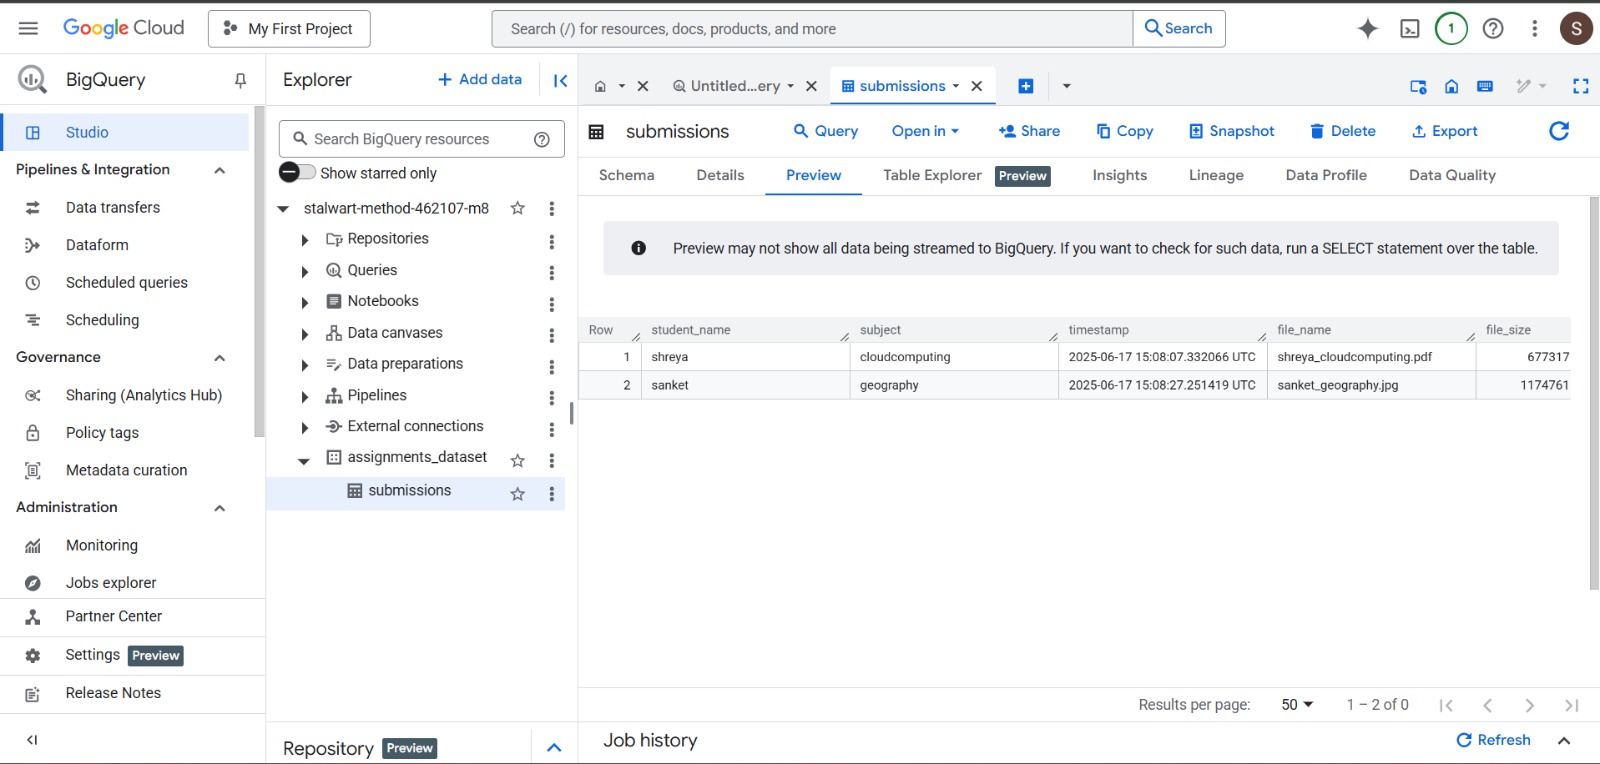 Google Cloud
My First Project
Search (/) for resources, docs, products, and more
Search
1
S
BigQuery
Studio
Pipelines & Integration
Data transfers
Dataform
Scheduled queries
Scheduling
Governance
Sharing (Analytics Hub)
Policy tags
Metadata curation
Administration
Monitoring
Jobs explorer
Partner Center
Settings Preview
Release Notes
Explorer
+ Add data
Search BigQuery resources
Show starred only
stalwart-method-462107-m8
Repositories
Queries
Notebooks
Data canvases
Data preparations
Pipelines
External connections
assignments_dataset
submissions
Repository Preview
Untitled...ery
submissions
submissions
Query Open in Share Copy Snapshot Delete Export
Schema Details Preview Table Explorer Preview Insights Lineage Data Profile Data Quality
Preview may not show all data being streamed to BigQuery. If you want to check for such data, run a SELECT statement over the table.
Row student_name subject timestamp file_name file_size
1 shreya cloudcomputing 2025-06-17 15:08:07.332066 UTC shreya_cloudcomputing.pdf 677317
2 sanket geography 2025-06-17 15:08:27.251419 UTC sanket_geography.jpg 1174761
Results per page: 50 1 – 2 of 0
Job history
Refresh